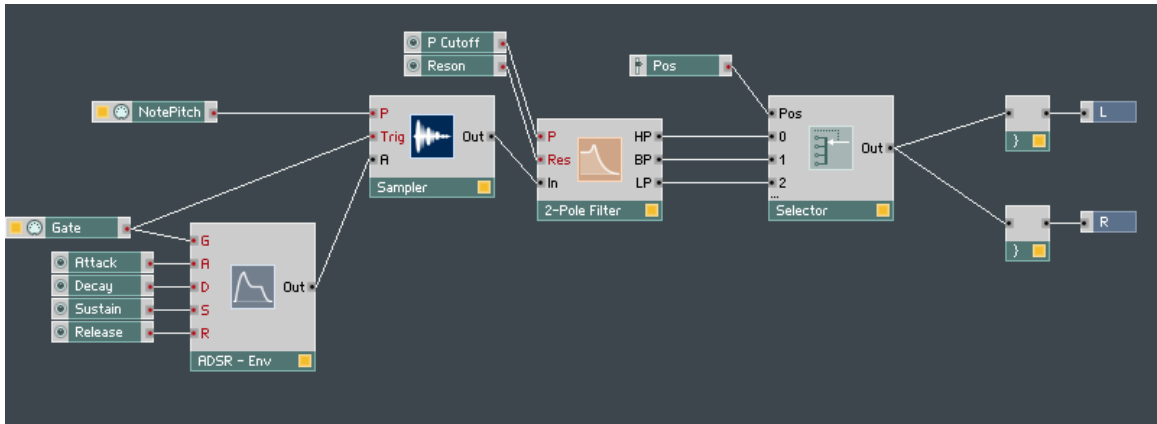 P Cutoff
Reson
Pos
NotePitch
P
Trig
A
Out
Sampler
P
Res
In
HP
BP
LP
2-Pole Filter
Pos
0
1
2
...
Out
Selector
}
L
}
R
Gate
Attack
Decay
Sustain
Release
G
A
D
S
R
Out
ADSR - Env